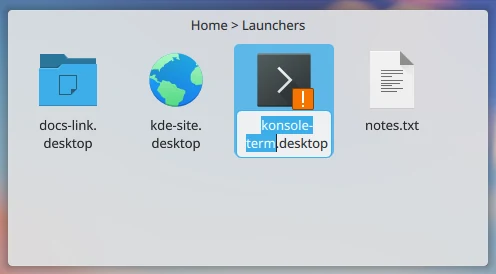 Home > Launchers
docs-link.
desktop
kde-site.
desktop
konsole-
term.desktop
notes.txt